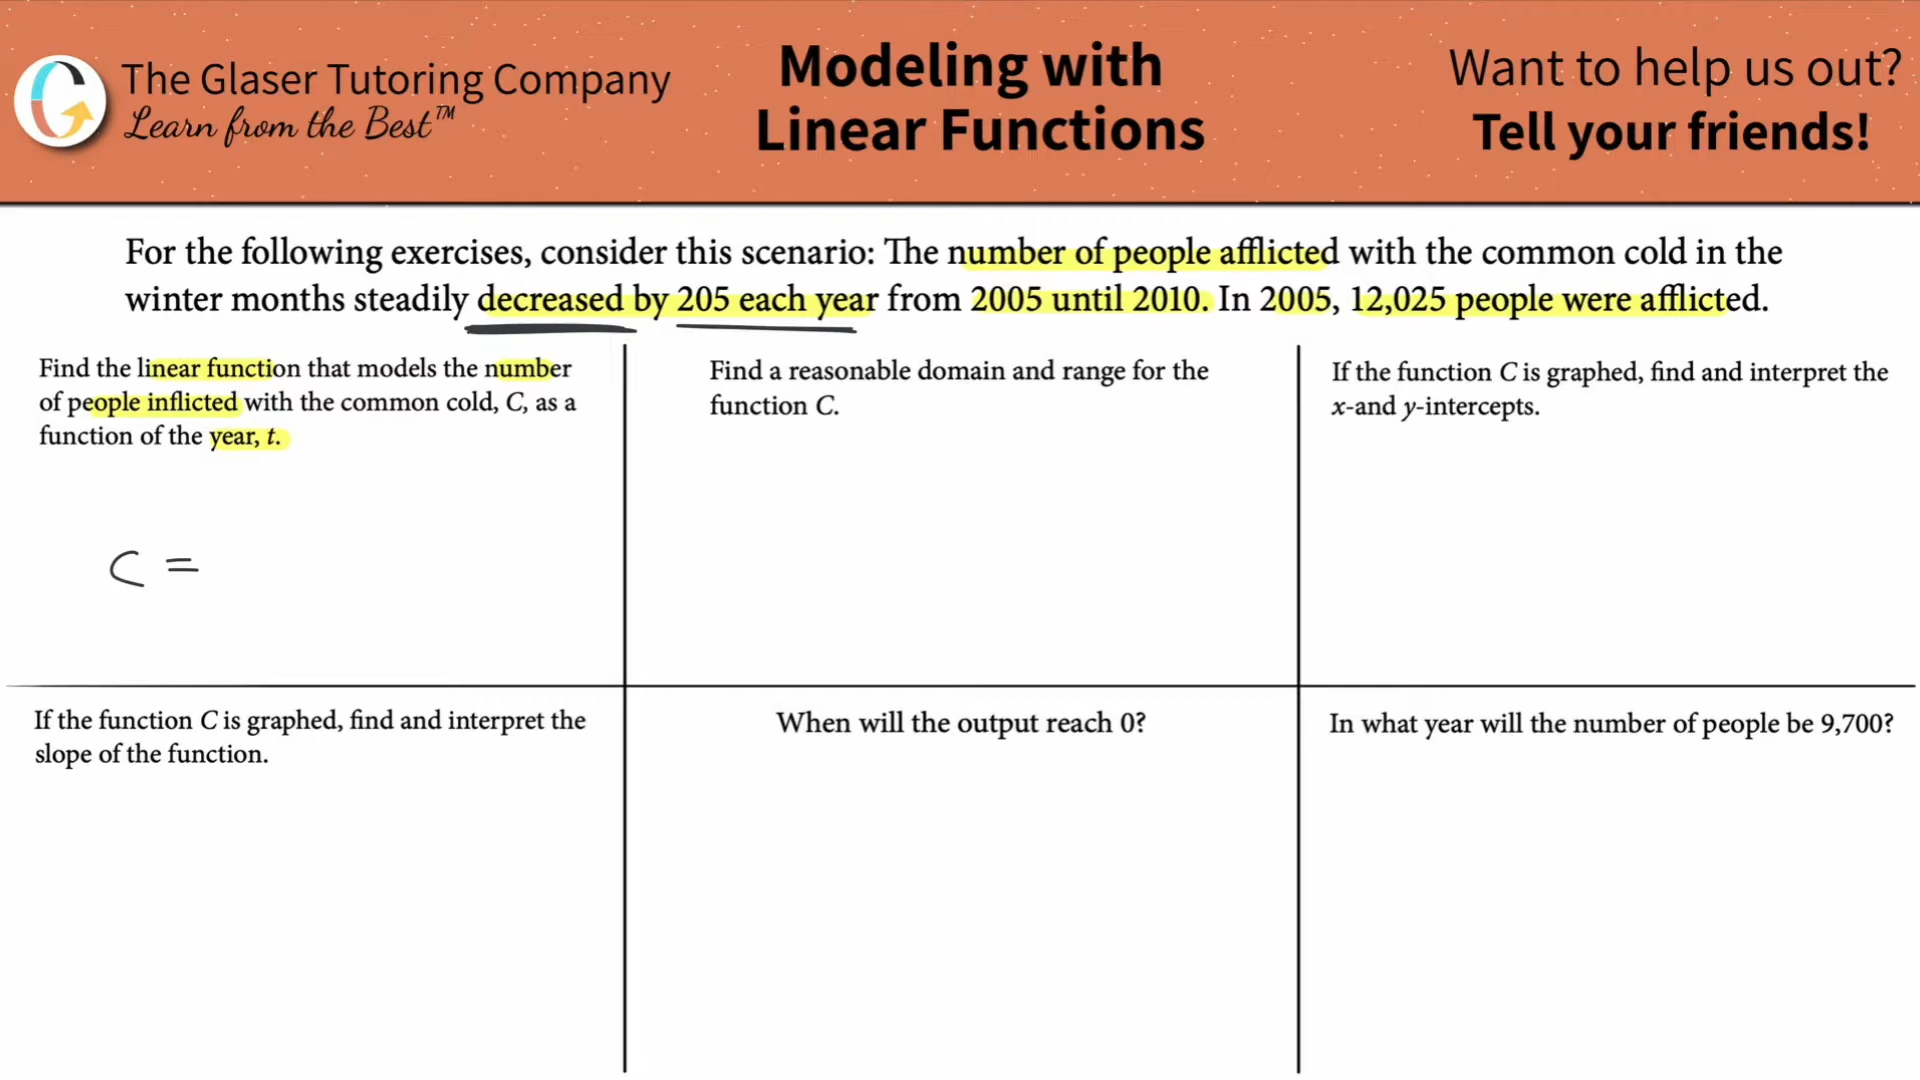 The Glaser Tutoring Company
Learn from the Best™
Modeling with
Linear Functions
Want to help us out?
Tell your friends!
For the following exercises, consider this scenario: The number of people afflicted with the common cold in the
winter months steadily decreased by 205 each year from 2005 until 2010. In 2005, 12,025 people were afflicted.
Find the linear function that models the number
of people inflicted with the common cold, C, as a
function of the year, t.
C =
Find a reasonable domain and range for the
function C.
If the function C is graphed, find and interpret the
x-and y-intercepts.
If the function C is graphed, find and interpret the
slope of the function.
When will the output reach 0?
In what year will the number of people be 9,700?